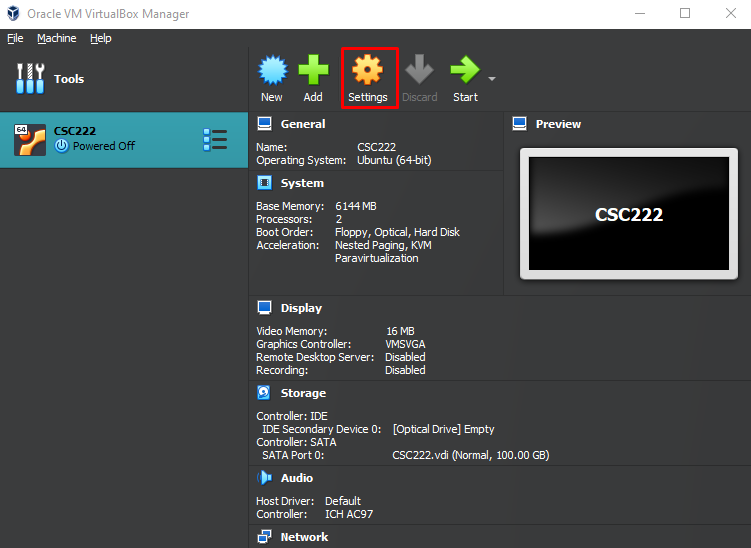 Oracle VM VirtualBox Manager
File Machine Help
Tools
New Add Settings Discard Start
64
CSC222
Powered Off
General
Name: CSC222
Operating System: Ubuntu (64-bit)
System
Base Memory: 6144 MB
Processors: 2
Boot Order: Floppy, Optical, Hard Disk
Acceleration: Nested Paging, KVM
Paravirtualization
Preview
CSC222
Display
Video Memory: 16 MB
Graphics Controller: VMSVGA
Remote Desktop Server: Disabled
Recording: Disabled
Storage
Controller: IDE
IDE Secondary Device 0: [Optical Drive] Empty
Controller: SATA
SATA Port 0: CSC222.vdi (Normal, 100.00 GB)
Audio
Host Driver: Default
Controller: ICH AC97
Network